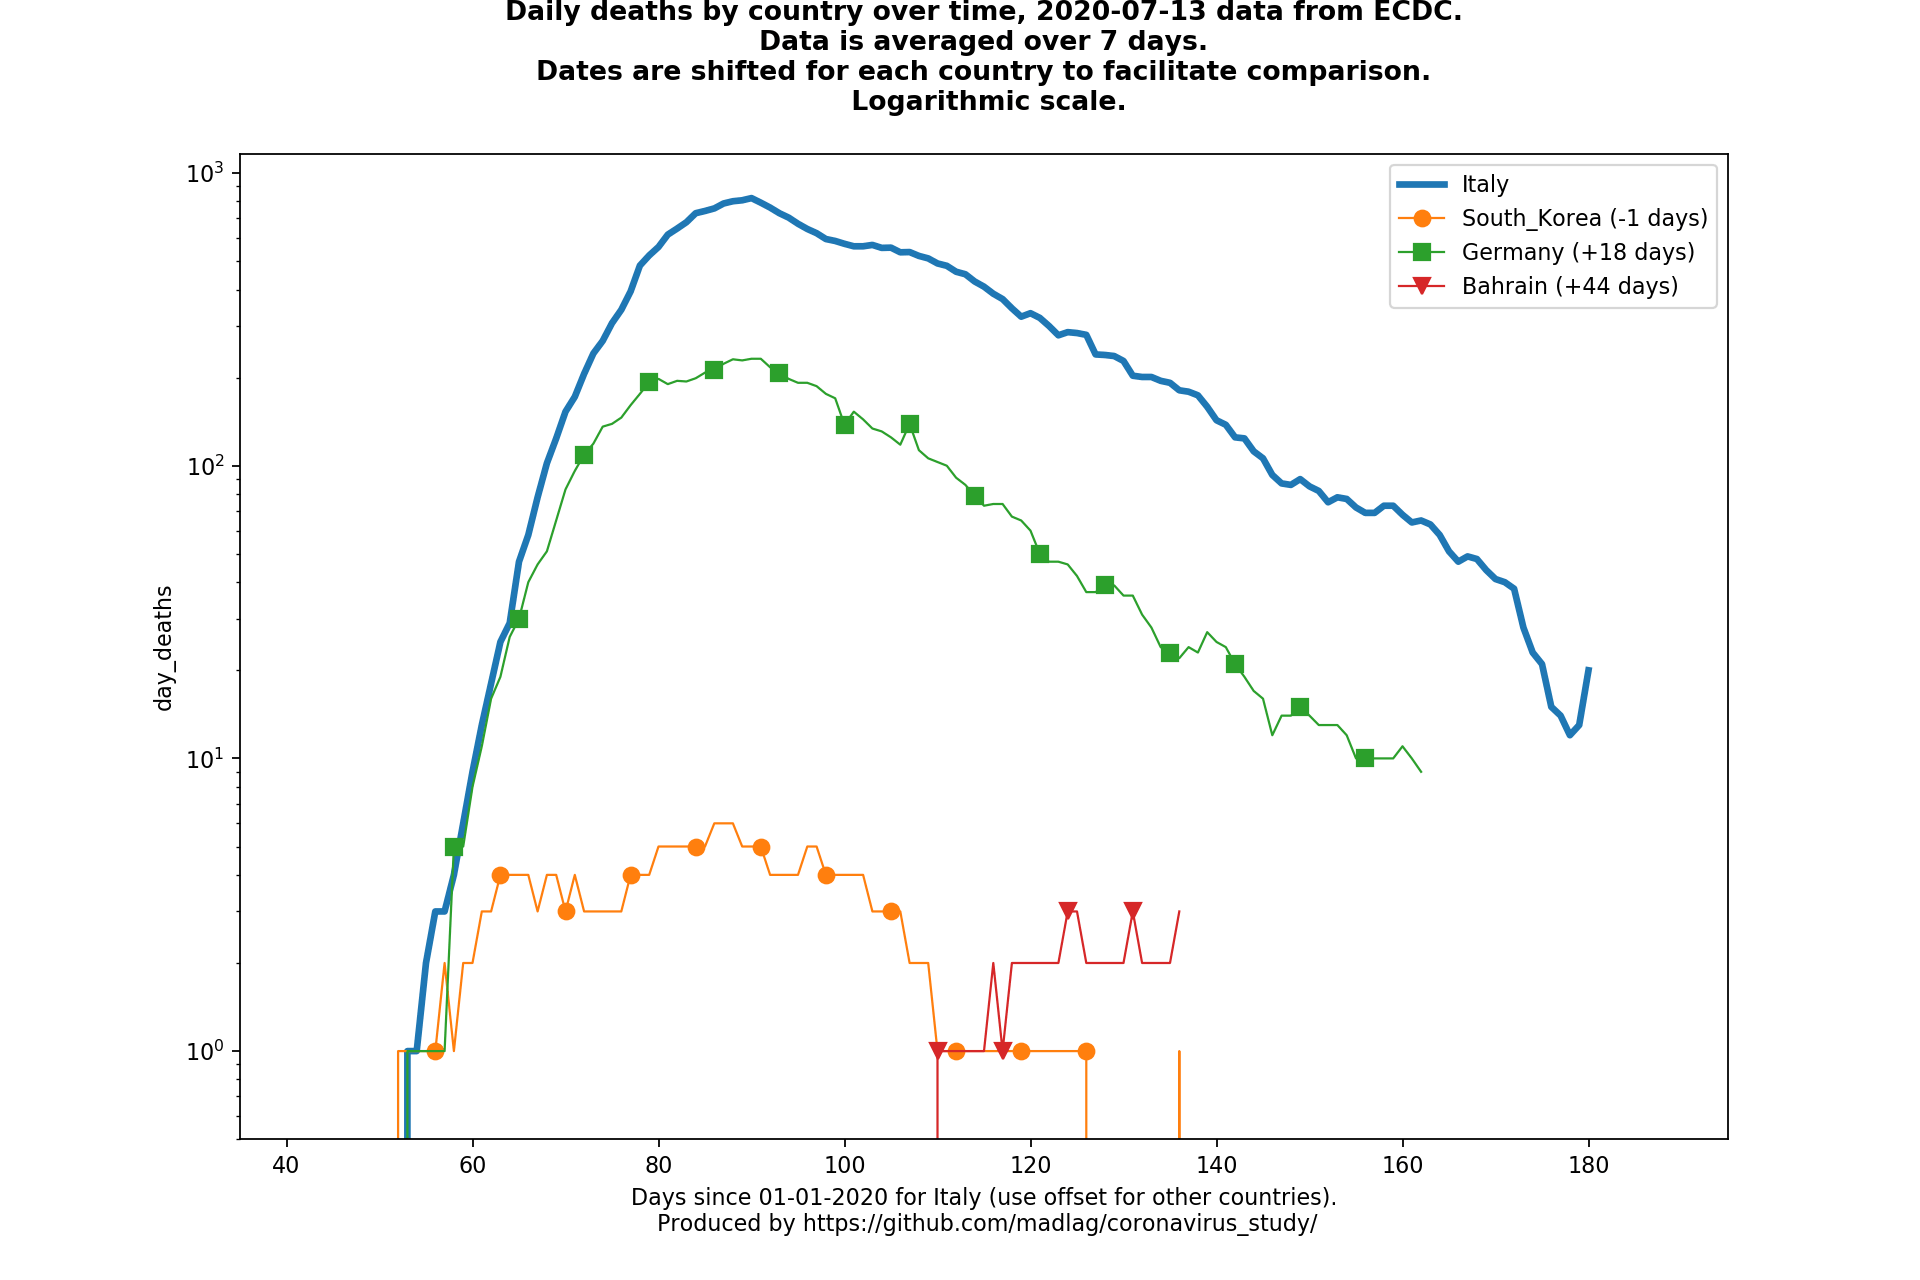 Daily deaths by country over time, 2020-07-13 data from ECDC.
Data is averaged over 7 days.
Dates are shifted for each country to facilitate comparison.
Logarithmic scale.
Italy
South_Korea (-1 days)
Germany (+18 days)
Bahrain (+44 days)
day_deaths
10³
10²
10¹
10⁰
40 60 80 100 120 140 160 180
Days since 01-01-2020 for Italy (use offset for other countries).
Produced by https://github.com/madlag/coronavirus_study/